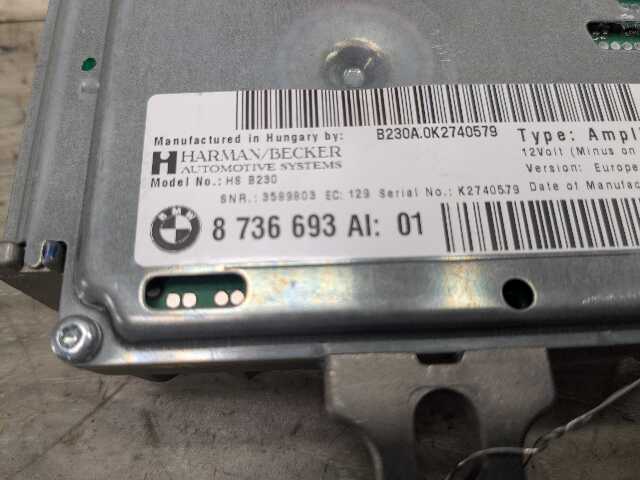 Manufactured in Hungary by:
B230A.0K2740579
HARMAN/BECKER
AUTOMOTIVE SYSTEMS
Model No.: HS B230
Type: Ampl
12Volt (Minus on
Version: Europe
SNR.: 3589803 EC: 129 Serial No.: K2740579 Date of Manufac
BMW
8 736 693 AI: 01